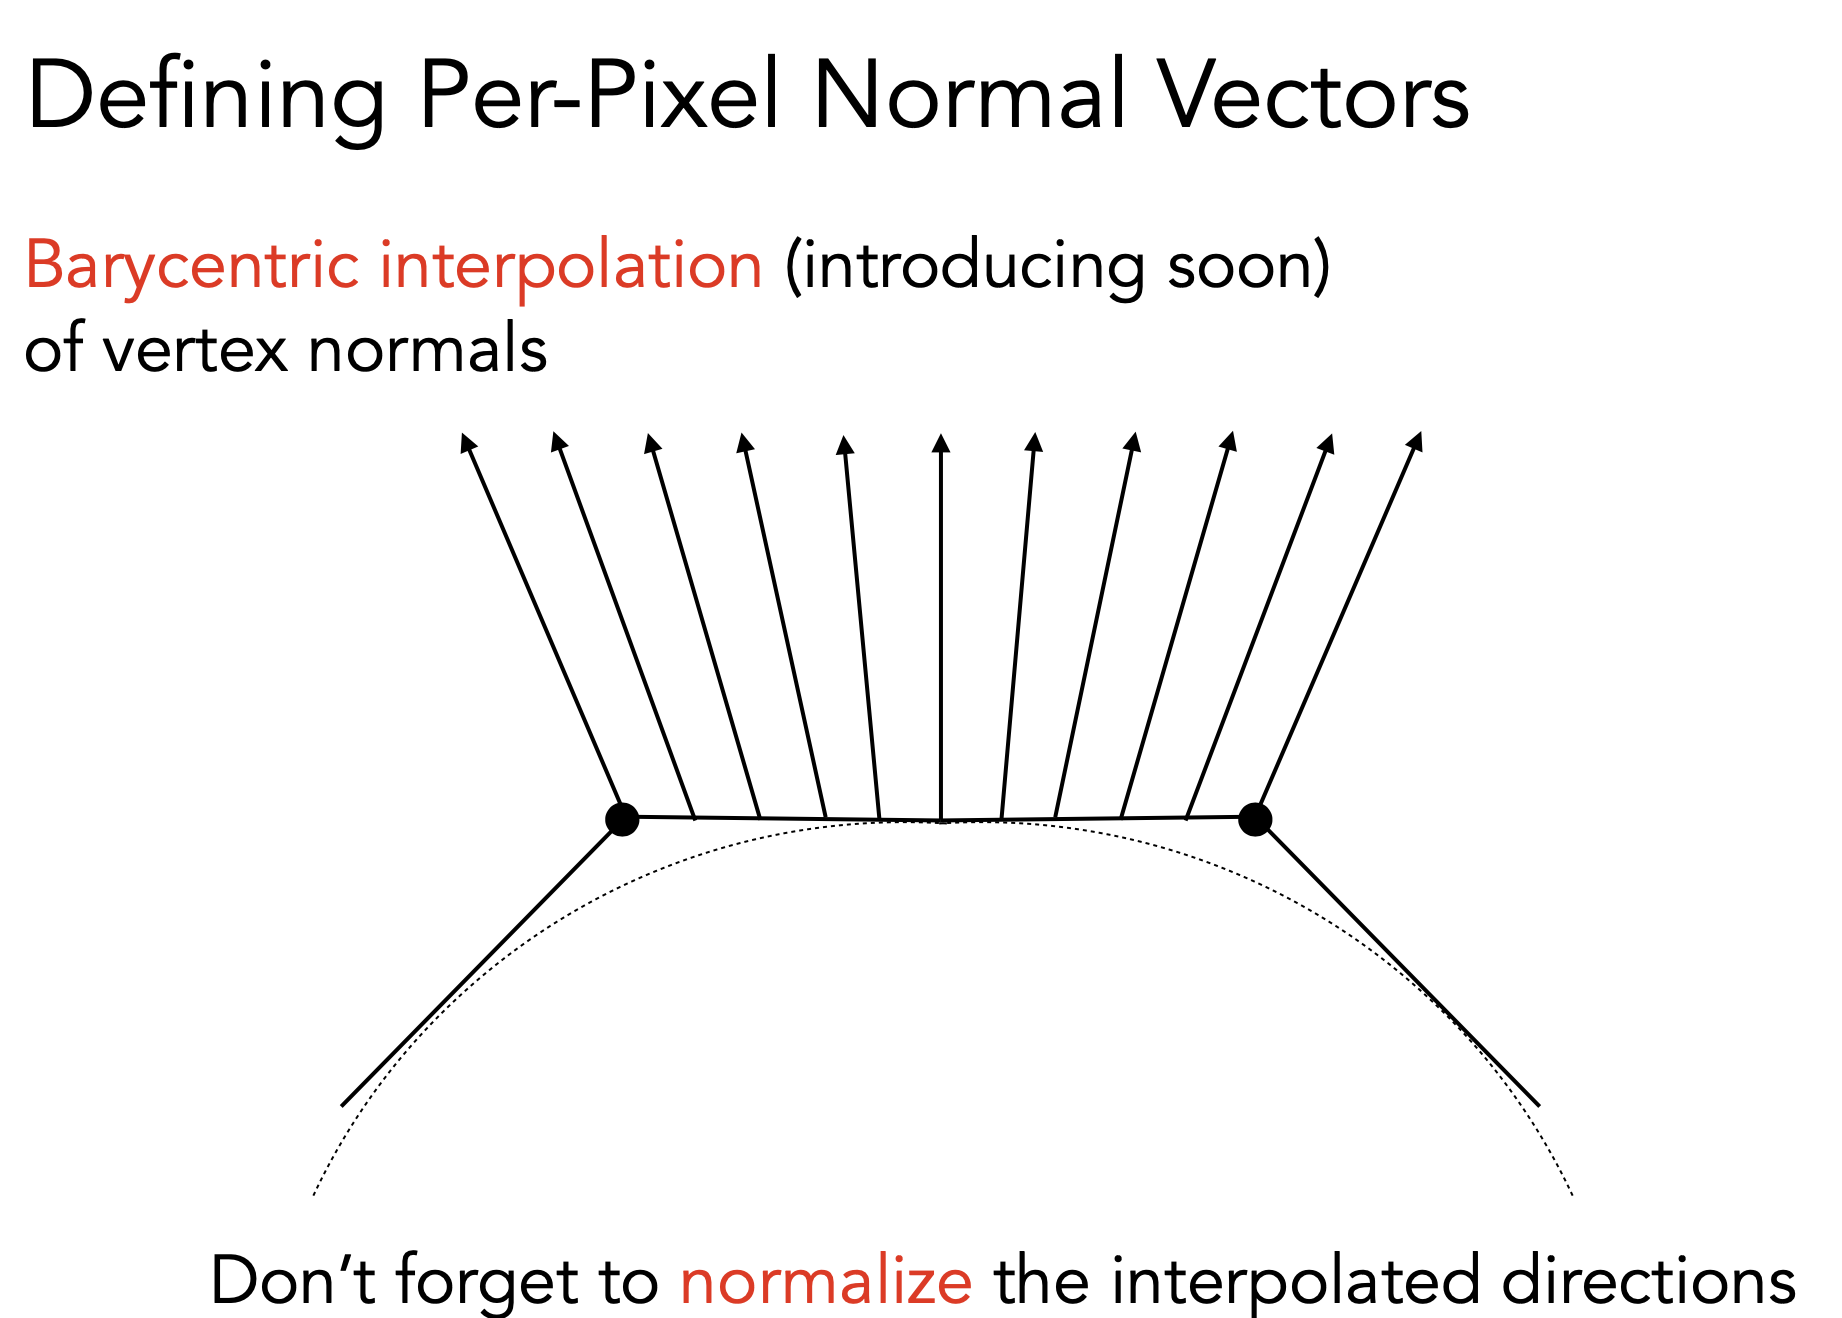 Defining Per-Pixel Normal Vectors
Barycentric interpolation (introducing soon)
of vertex normals
Don’t forget to normalize the interpolated directions